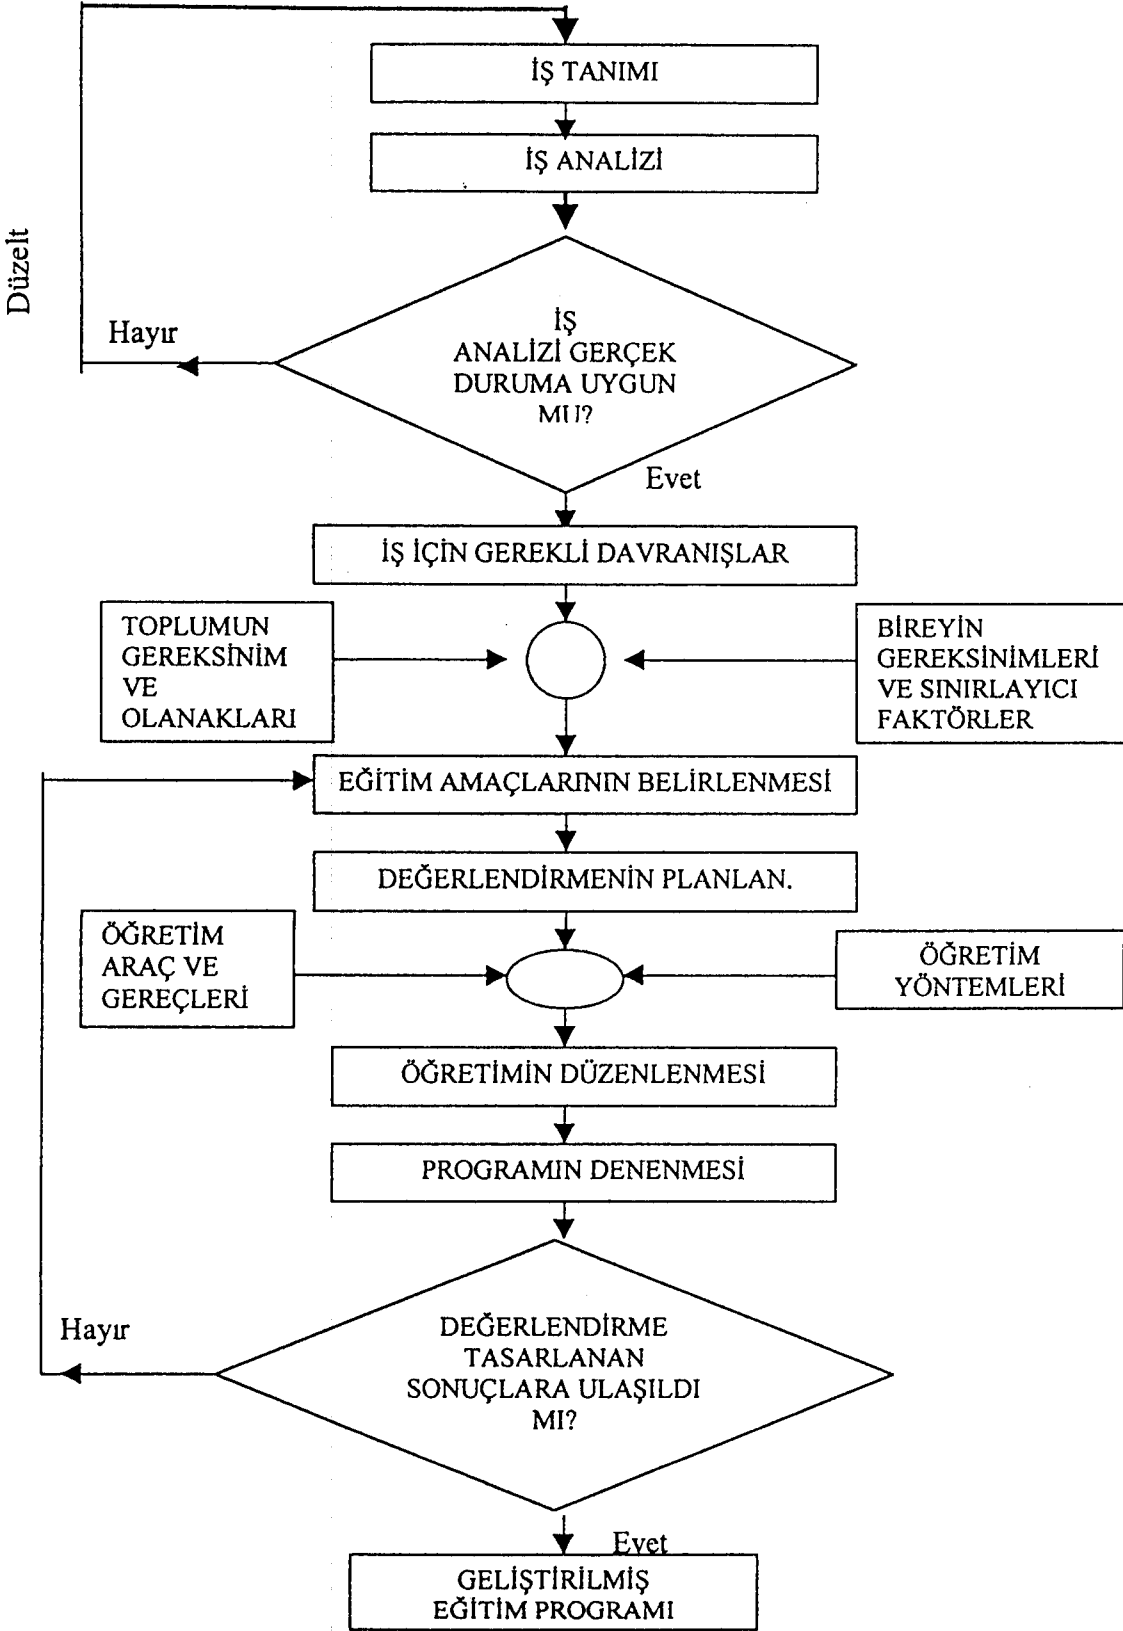 İŞ TANIMI
İŞ ANALİZİ
Düzelt
Hayır
İŞ
ANALİZİ GERÇEK
DURUMA UYGUN
MU?
Evet
İŞ İÇİN GEREKLİ DAVRANIŞLAR
TOPLUMUN
GEREKSİNİM
VE
OLANAKLARI
BİREYİN
GEREKSİNİMLERİ
VE SINIRLAYICI
FAKTÖRLER
EĞİTİM AMAÇLARININ BELİRLENMESİ
DEĞERLENDİRMENİN PLANLAN.
ÖĞRETİM
ARAÇ VE
GEREÇLERİ
ÖĞRETİM
YÖNTEMLERİ
ÖĞRETİMİN DÜZENLENMESİ
PROGRAMIN DENENMESİ
Hayır
DEĞERLENDİRME
TASARLANAN
SONUÇLARA ULAŞILDI
MI?
Evet
GELİŞTİRİLMİŞ
EĞİTİM PROGRAMI